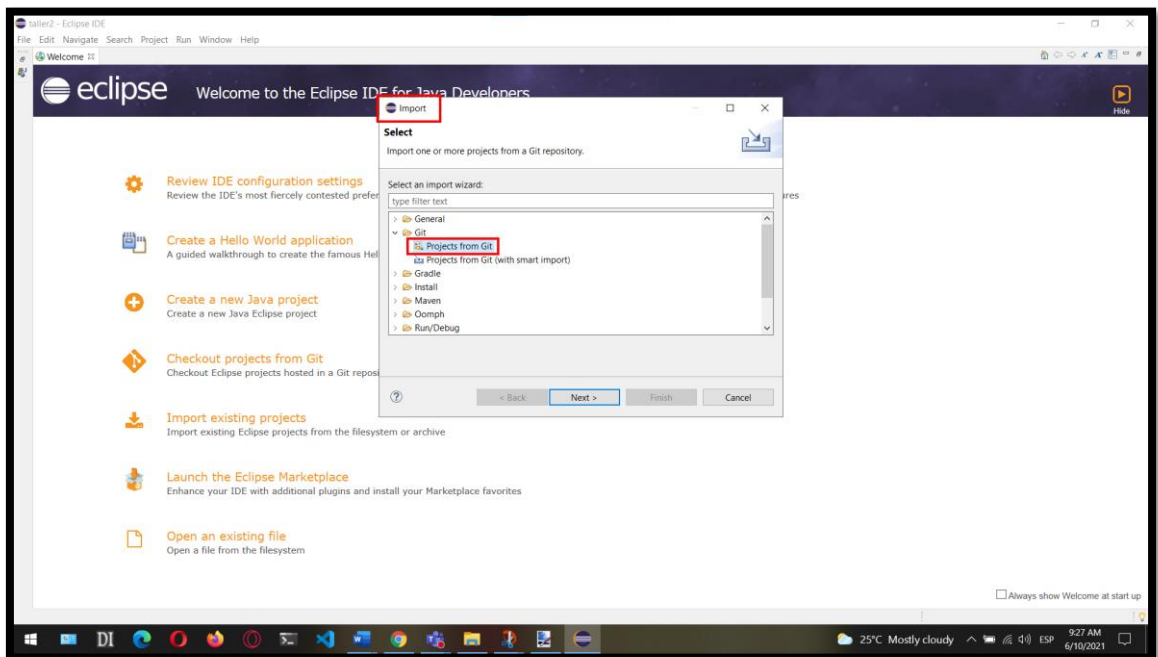 taller2 - Eclipse IDE
File Edit Navigate Search Project Run Window Help
Welcome
eclipse
Welcome to the Eclipse IDE for Java Developers
Hide
Import
Select
Import one or more projects from a Git repository.
Select an import wizard:
type filter text
General
Git
Projects from Git
Projects from Git (with smart import)
Gradle
Install
Maven
Oomph
Run/Debug
< Back Next > Finish Cancel
Review IDE configuration settings
Review the IDE's most fiercely contested
Create a Hello World application
A guided walkthrough to create the famous
Create a new Java project
Create a new Java Eclipse project
Checkout projects from Git
Checkout Eclipse projects hosted in a Git
Import existing projects
Import existing Eclipse projects from the filesystem or archive
Launch the Eclipse Marketplace
Enhance your IDE with additional plugins and install your Marketplace favorites
Open an existing file
Open a file from the filesystem
Always show Welcome at start up
DI
25°C Mostly cloudy ESP 9:27 AM
6/10/2021